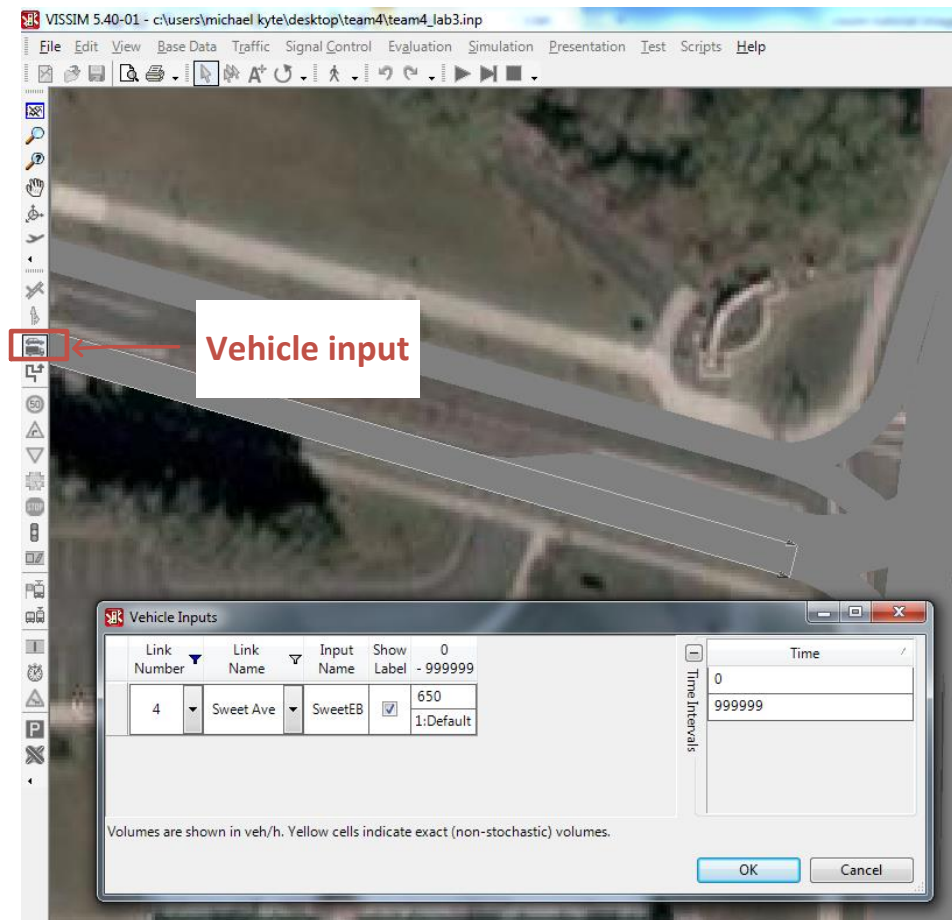 VISSIM 5.40-01 - c:\users\michael kyte\desktop\team4\team4_lab3.inp
File Edit View Base Data Traffic Signal Control Evaluation Simulation Presentation Test Scripts Help
Vehicle input
50
STOP
P
Vehicle Inputs
Link Number Link Name Input Name Show Label 0 - 999999
4 Sweet Ave SweetEB 650
1:Default
Time Intervals
Time
0
999999
Volumes are shown in veh/h. Yellow cells indicate exact (non-stochastic) volumes.
OK Cancel